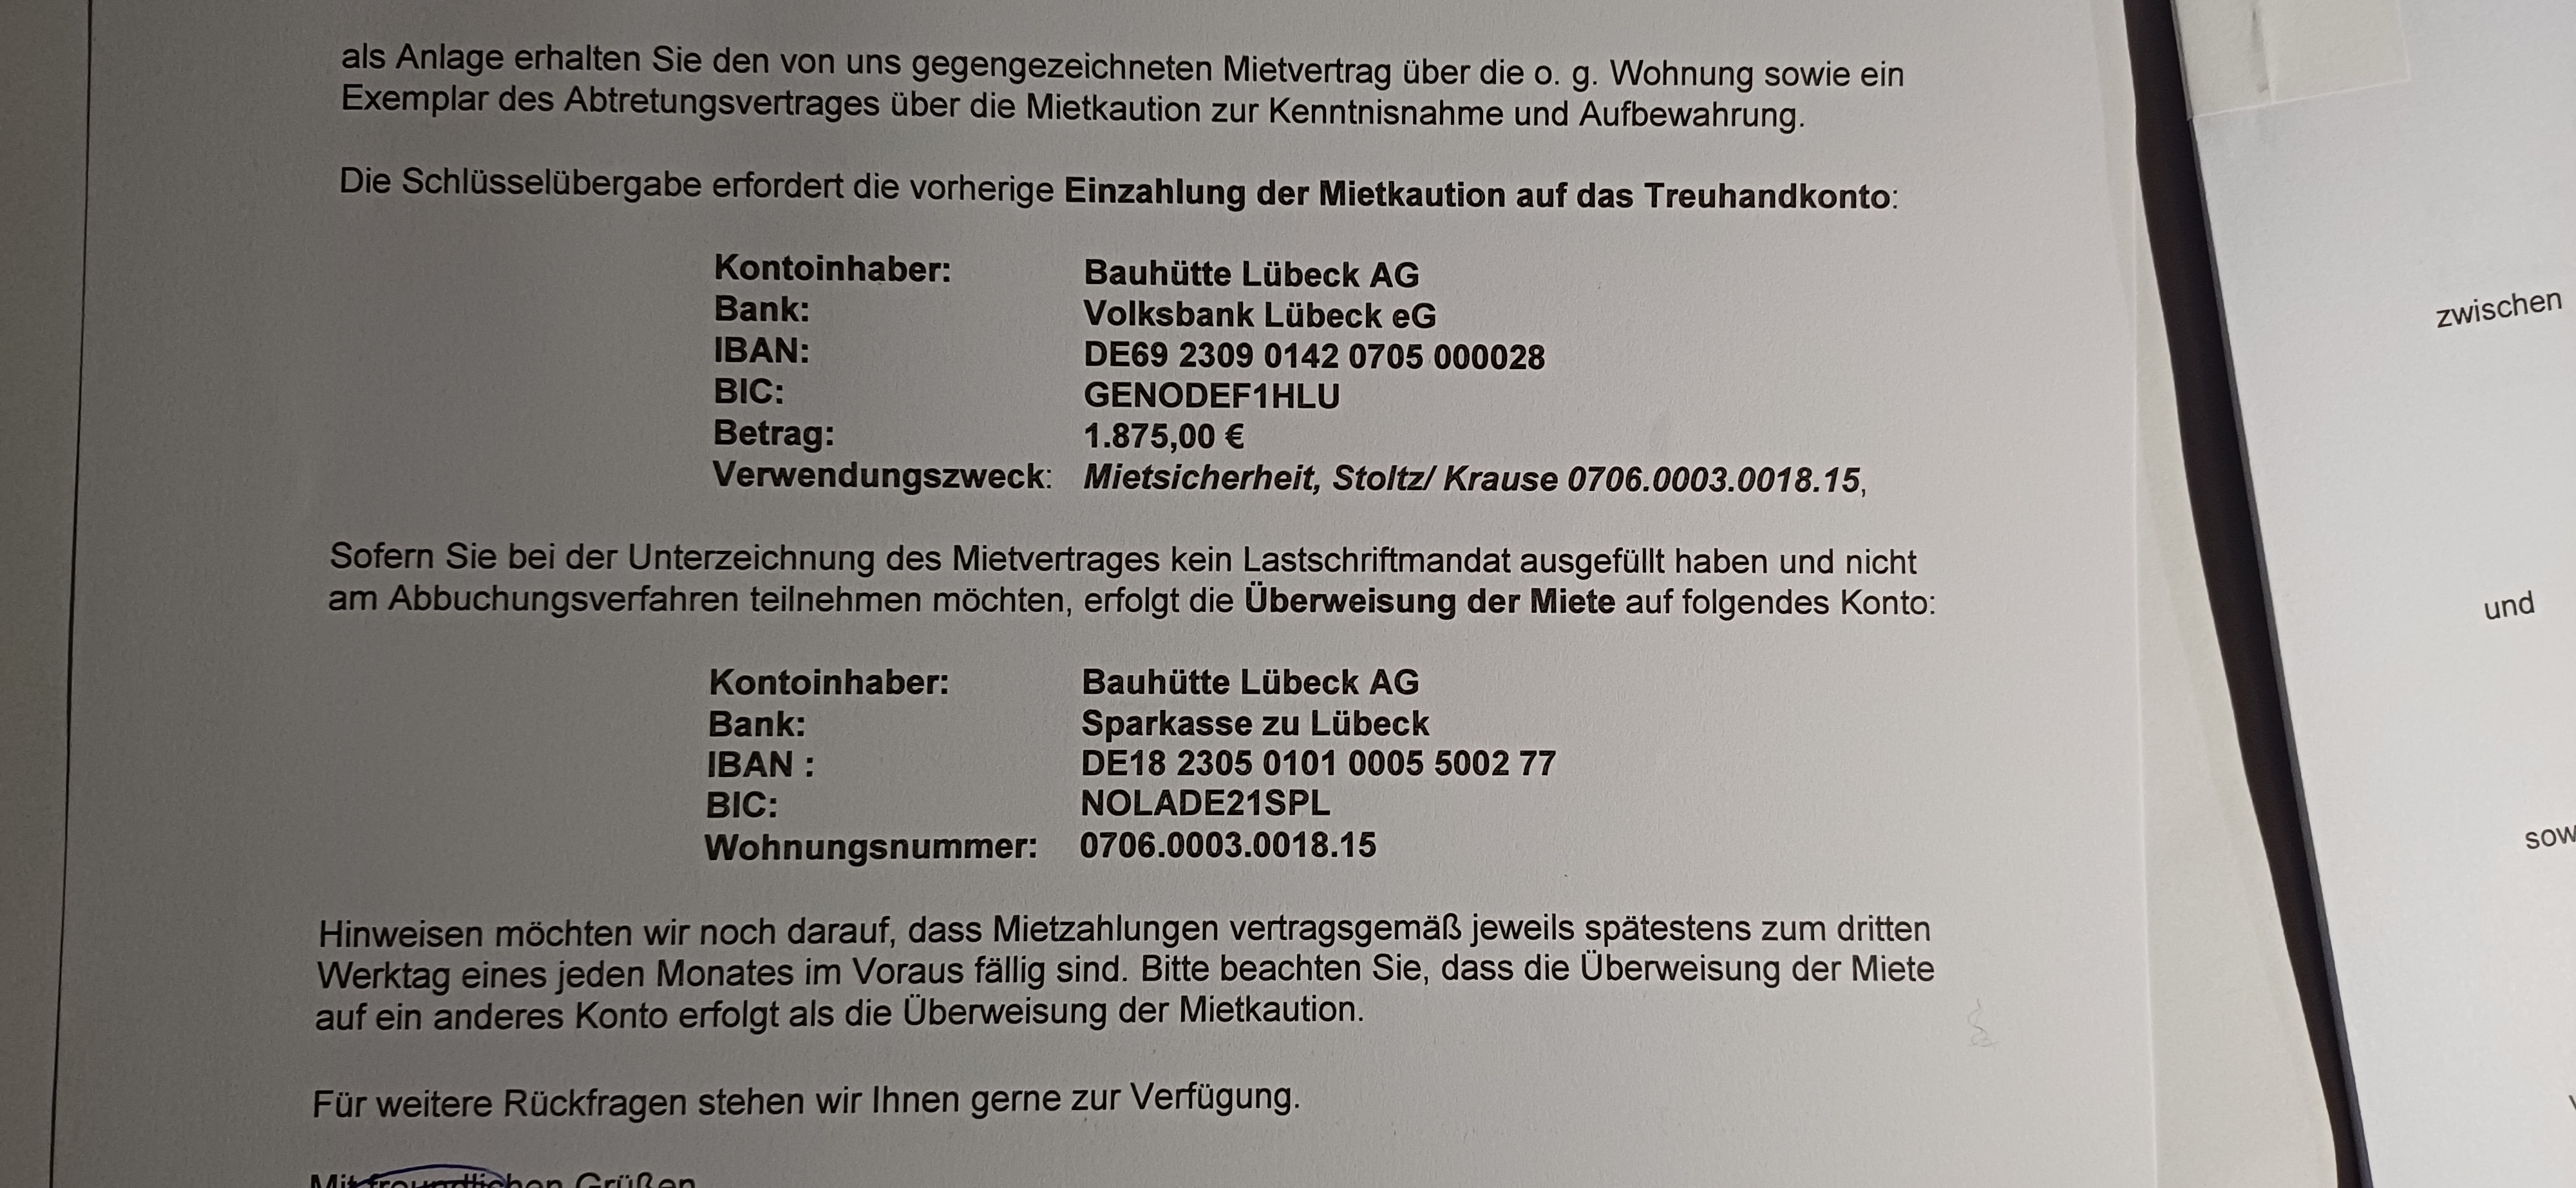 als Anlage erhalten Sie den von uns gegengezeichneten Mietvertrag über die o. g. Wohnung sowie ein
Exemplar des Abtretungsvertrages über die Mietkaution zur Kenntnisnahme und Aufbewahrung.
Die Schlüsselübergabe erfordert die vorherige Einzahlung der Mietkaution auf das Treuhandkonto:
Kontoinhaber: Bauhütte Lübeck AG
Bank: Volksbank Lübeck eG
IBAN: DE69 2309 0142 0705 000028
BIC: GENODEF1HLU
Betrag: 1.875,00 €
Verwendungszweck: Mietsicherheit, Stoltz/ Krause 0706.0003.0018.15,
Sofern Sie bei der Unterzeichnung des Mietvertrages kein Lastschriftmandat ausgefüllt haben und nicht
am Abbuchungsverfahren teilnehmen möchten, erfolgt die Überweisung der Miete auf folgendes Konto:
Kontoinhaber: Bauhütte Lübeck AG
Bank: Sparkasse zu Lübeck
IBAN : DE18 2305 0101 0005 5002 77
BIC: NOLADE21SPL
Wohnungsnummer: 0706.0003.0018.15
Hinweisen möchten wir noch darauf, dass Mietzahlungen vertragsgemäß jeweils spätestens zum dritten
Werktag eines jeden Monates im Voraus fällig sind. Bitte beachten Sie, dass die Überweisung der Miete
auf ein anderes Konto erfolgt als die Überweisung der Mietkaution.
Für weitere Rückfragen stehen wir Ihnen gerne zur Verfügung.
Mit freundlichen Grüßen
zwischen
und
sow